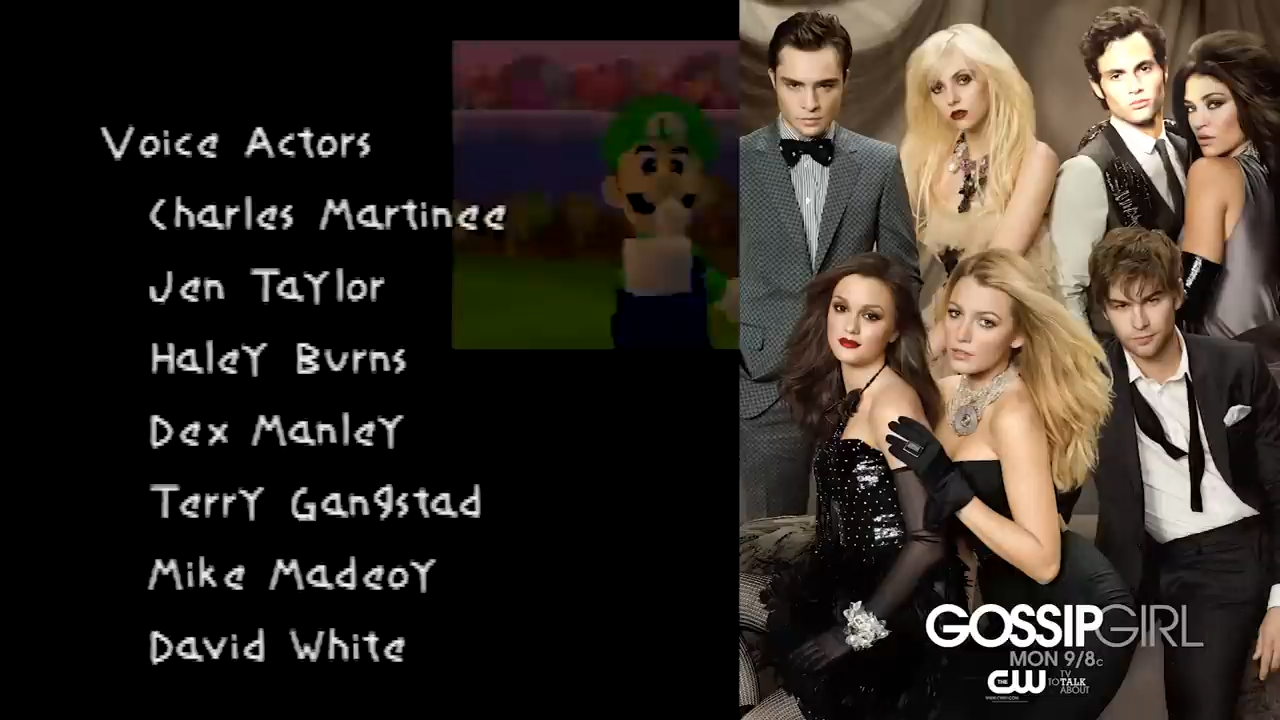 Voice Actors
Charles Martinee
Jen Taylor
Haley Burns
Dex Manley
Terry Gangstad
Mike Madeoy
David White
GOSSIPGIRL
MON 9/8c
THE CW TV TO TALK ABOUT